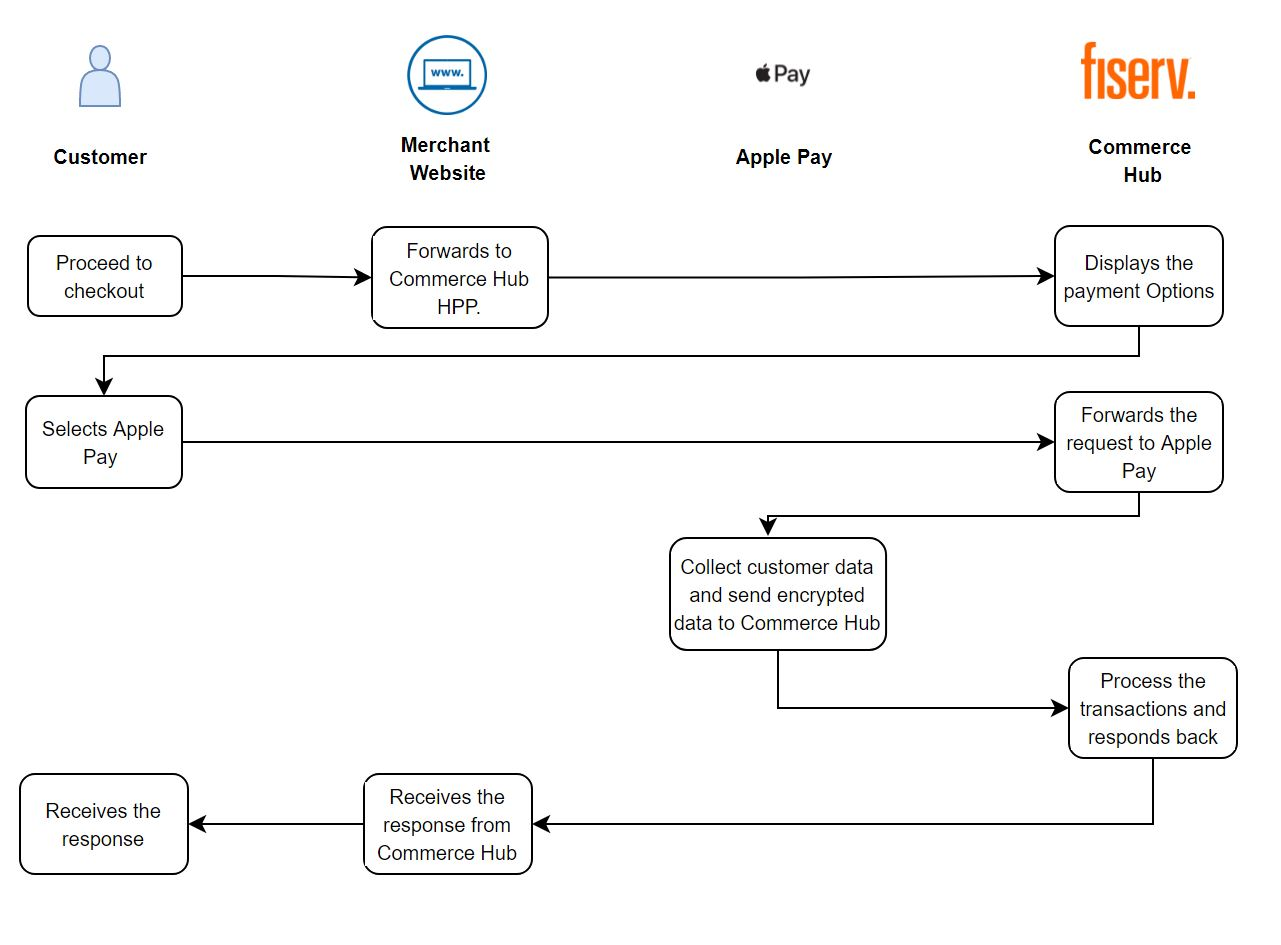 www.
Pay
fiserv.
Customer
Merchant
Website
Apple Pay
Commerce
Hub
Proceed to
checkout
Forwards to
Commerce Hub
HPP.
Displays the
payment Options
Selects Apple
Pay
Forwards the
request to Apple
Pay
Collect customer data
and send encrypted
data to Commerce Hub
Process the
transactions and
responds back
Receives the
response from
Commerce Hub
Receives the
response